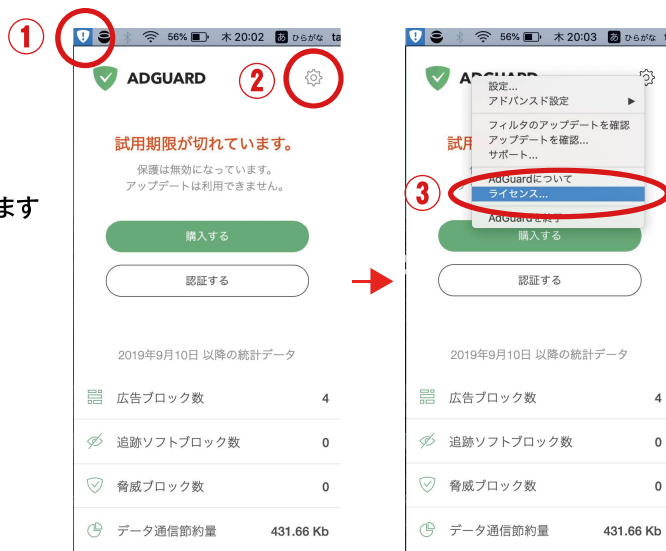 ①
56% 木 20:02 あ ひらがな ta
ADGUARD
②
試用期限が切れています。
保護は無効になっています。
アップデートは利用できません。
ます
購入する
認証する
2019年9月10日 以降の統計データ
広告ブロック数 4
追跡ソフトブロック数 0
脅威ブロック数 0
データ通信節約量 431.66 Kb
56% 木 20:03 あ ひらがな
ADGUARD
設定...
アドバンスド設定
フィルタのアップデートを確認
アップデートを確認...
サポート...
試用
③
AdGuardについて
ライセンス...
AdGuardを終了
購入する
認証する
2019年9月10日 以降の統計データ
広告ブロック数 4
追跡ソフトブロック数 0
脅威ブロック数 0
データ通信節約量 431.66 Kb